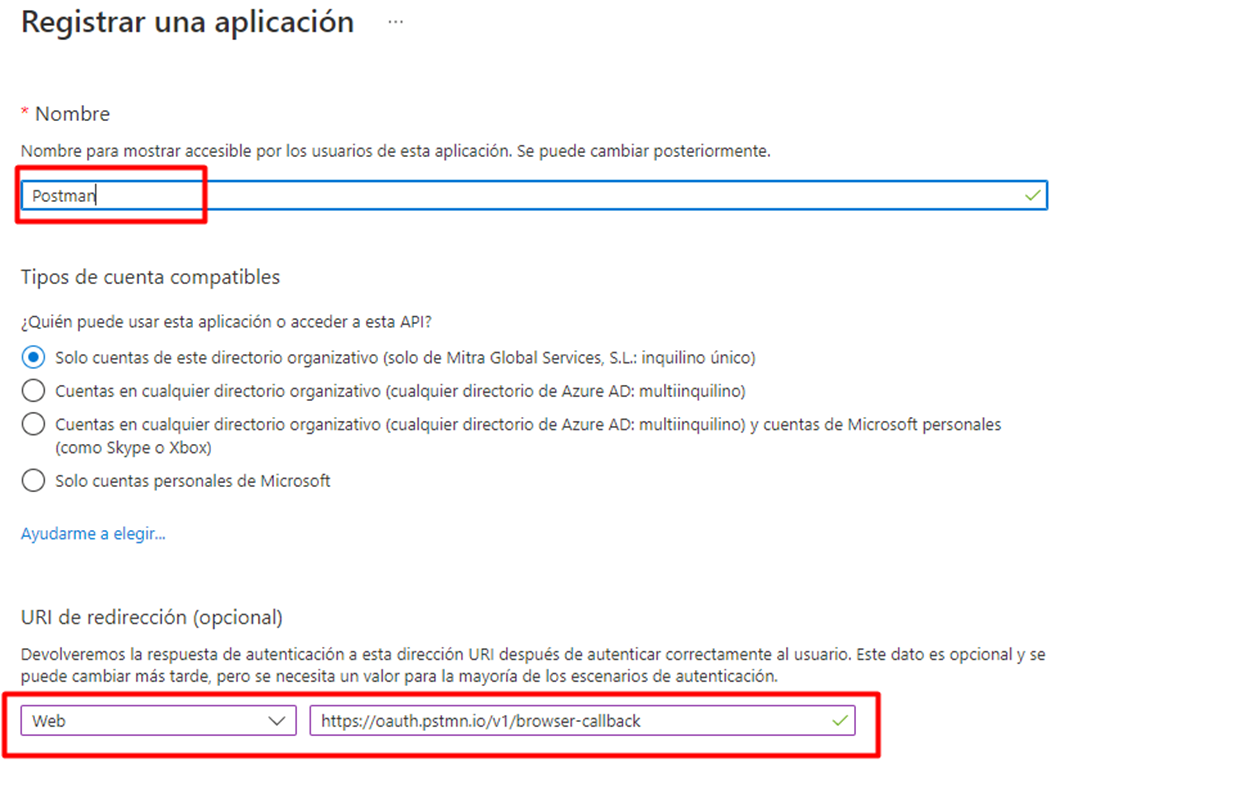 Registrar una aplicación ...
* Nombre
Nombre para mostrar accesible por los usuarios de esta aplicación. Se puede cambiar posteriormente.
Postman
Tipos de cuenta compatibles
¿Quién puede usar esta aplicación o acceder a esta API?
Solo cuentas de este directorio organizativo (solo de Mitra Global Services, S.L.: inquilino único)
Cuentas en cualquier directorio organizativo (cualquier directorio de Azure AD: multiinquilino)
Cuentas en cualquier directorio organizativo (cualquier directorio de Azure AD: multiinquilino) y cuentas de Microsoft personales
(como Skype o Xbox)
Solo cuentas personales de Microsoft
Ayudarme a elegir...
URI de redirección (opcional)
Devolveremos la respuesta de autenticación a esta dirección URI después de autenticar correctamente al usuario. Este dato es opcional y se
puede cambiar más tarde, pero se necesita un valor para la mayoría de los escenarios de autenticación.
Web https://oauth.pstmn.io/v1/browser-callback